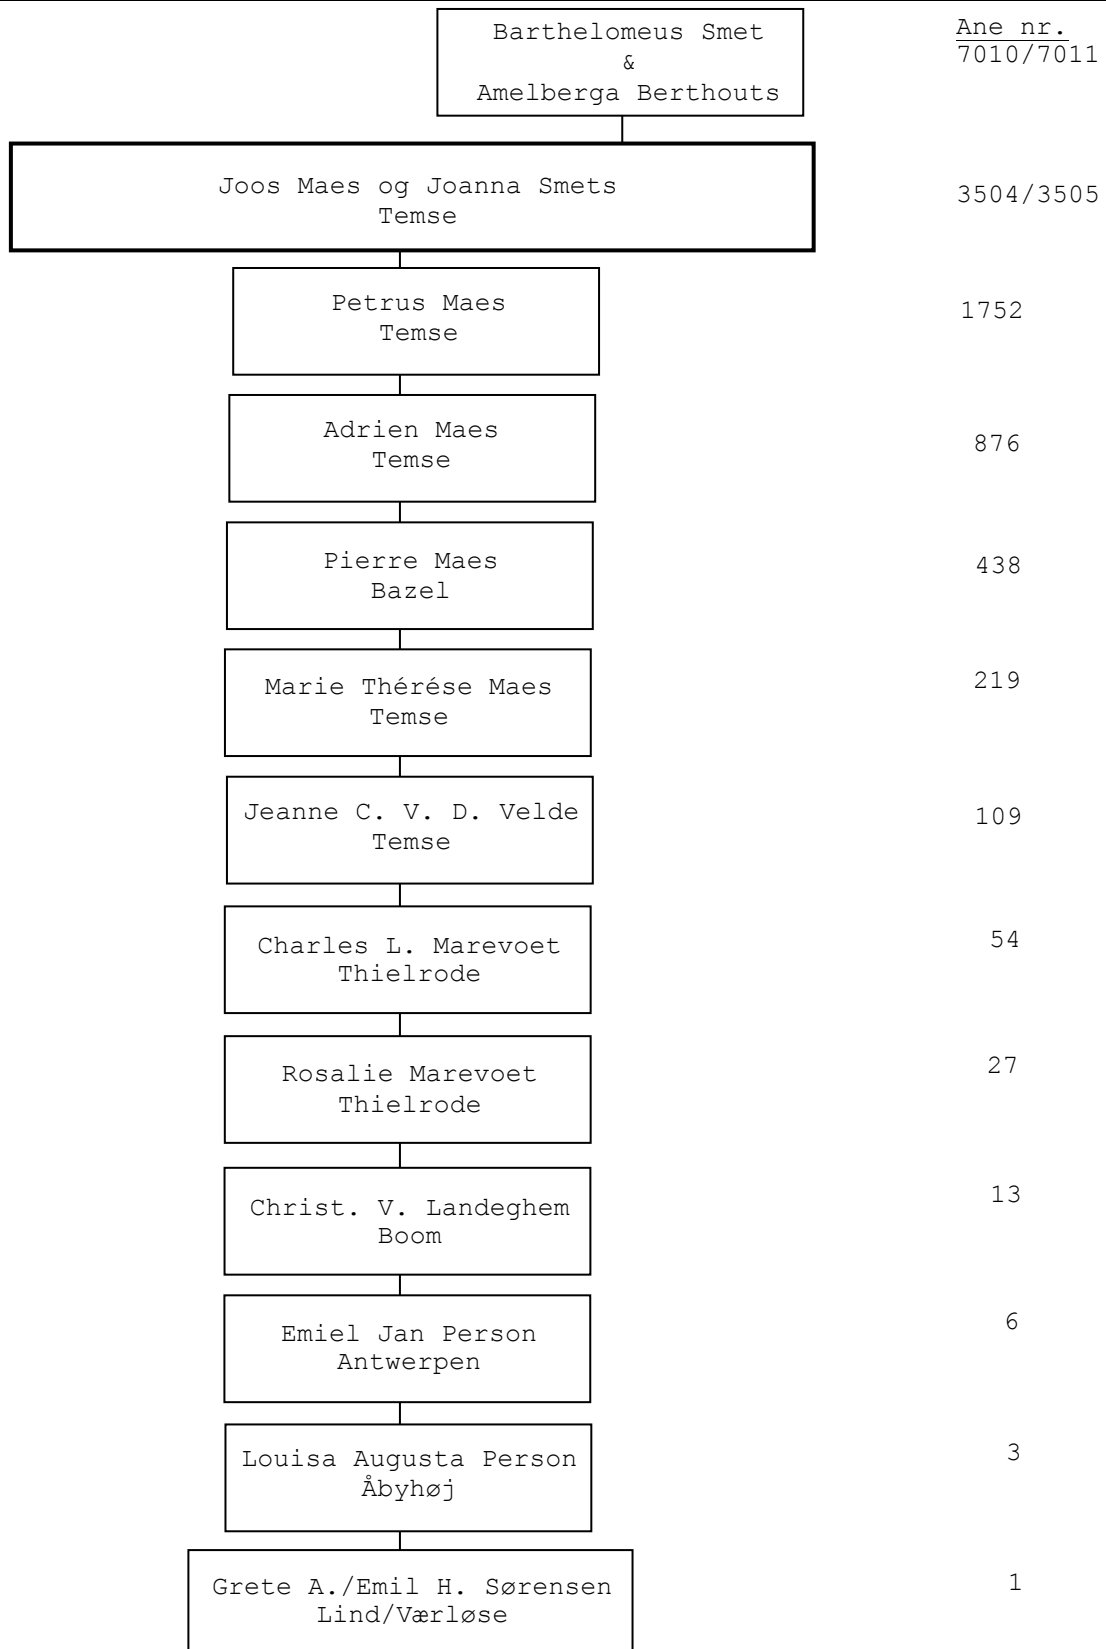 Barthelomeus Smet
&
Amelberga Berthouts
Ane nr.
7010/7011
Joos Maes og Joanna Smets
Temse
3504/3505
Petrus Maes
Temse
1752
Adrien Maes
Temse
876
Pierre Maes
Bazel
438
Marie Thérése Maes
Temse
219
Jeanne C. V. D. Velde
Temse
109
Charles L. Marevoet
Thielrode
54
Rosalie Marevoet
Thielrode
27
Christ. V. Landeghem
Boom
13
Emiel Jan Person
Antwerpen
6
Louisa Augusta Person
Åbyhøj
3
Grete A./Emil H. Sørensen
Lind/Værløse
1